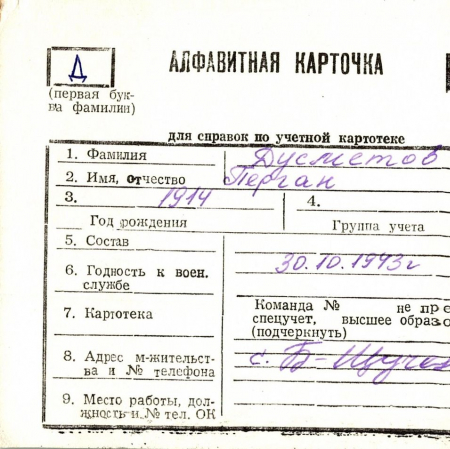 Д
АЛФАВИТНАЯ КАРТОЧКА
(первая бук-
ва фамилии)
для справок по учетной картотеке
1. Фамилия Дусметов
2. Имя, отчество Перган
3. 1914 4.
Год рождения Группа учета
5. Состав
6. Годность к воен. 30.10.1943г
службе
7. Картотека
Команда № не пре
спецучет, высшее образо
(подчеркнуть)
8. Адрес м-жительст- с. Б-Щучен
ва и № телефона
9. Место работы, дол-
жность и № тел. ОК